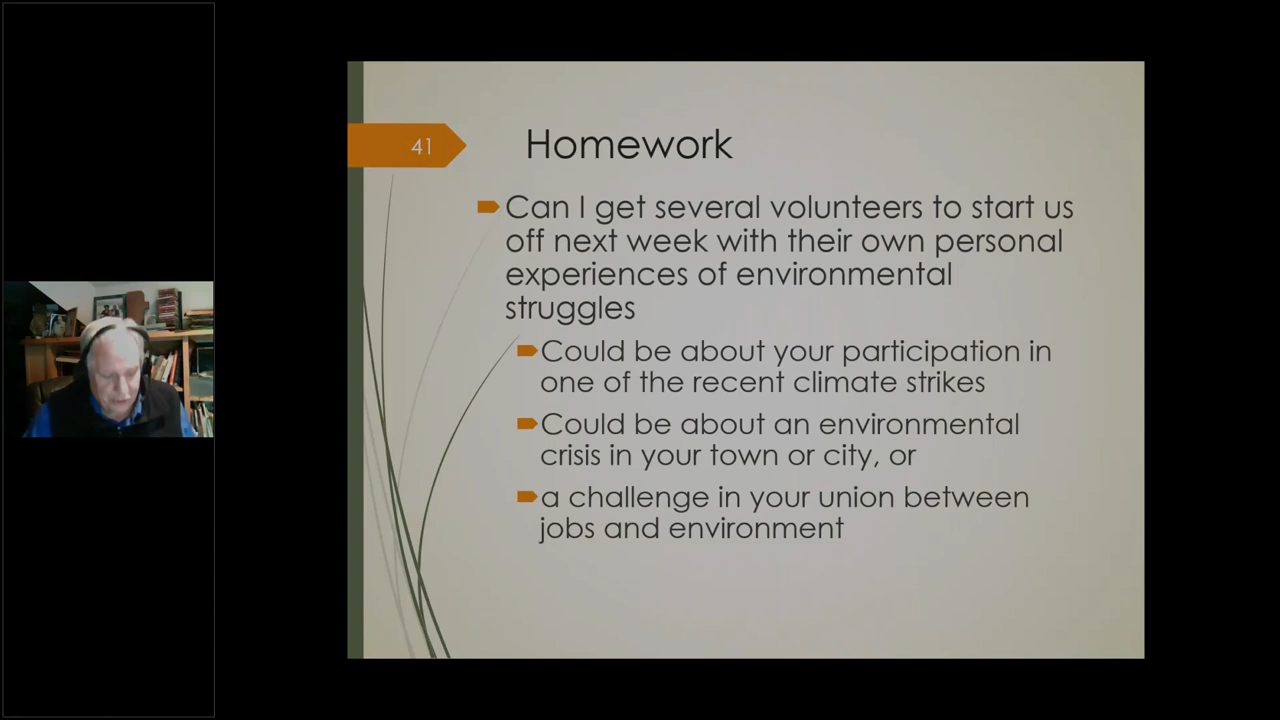 41
Homework
Can I get several volunteers to start us
off next week with their own personal
experiences of environmental
struggles
Could be about your participation in
one of the recent climate strikes
Could be about an environmental
crisis in your town or city, or
a challenge in your union between
jobs and environment